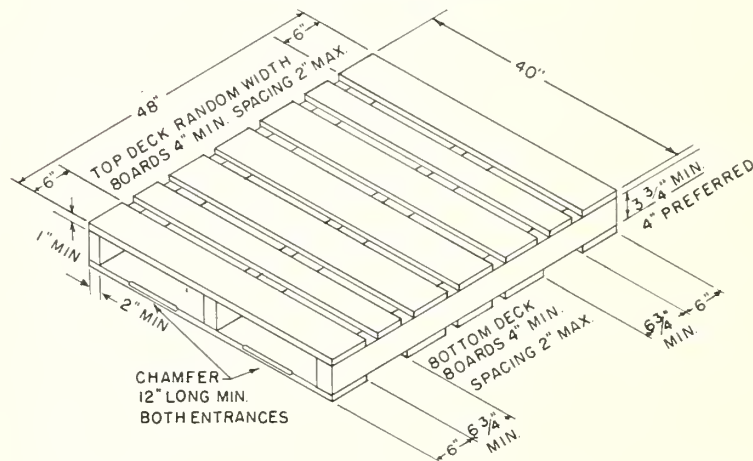 6"
40"
48"
TOP DECK RANDOM WIDTH
BOARDS 4" MIN. SPACING 2" MAX.
6"
1" MIN
2" MIN
3 3/4" MIN.
4" PREFERRED
6"
6 3/4"
MIN.
BOTTOM DECK
BOARDS 4" MIN.
SPACING 2" MAX.
CHAMFER
12" LONG MIN.
BOTH ENTRANCES
6"
6 3/4"
MIN.